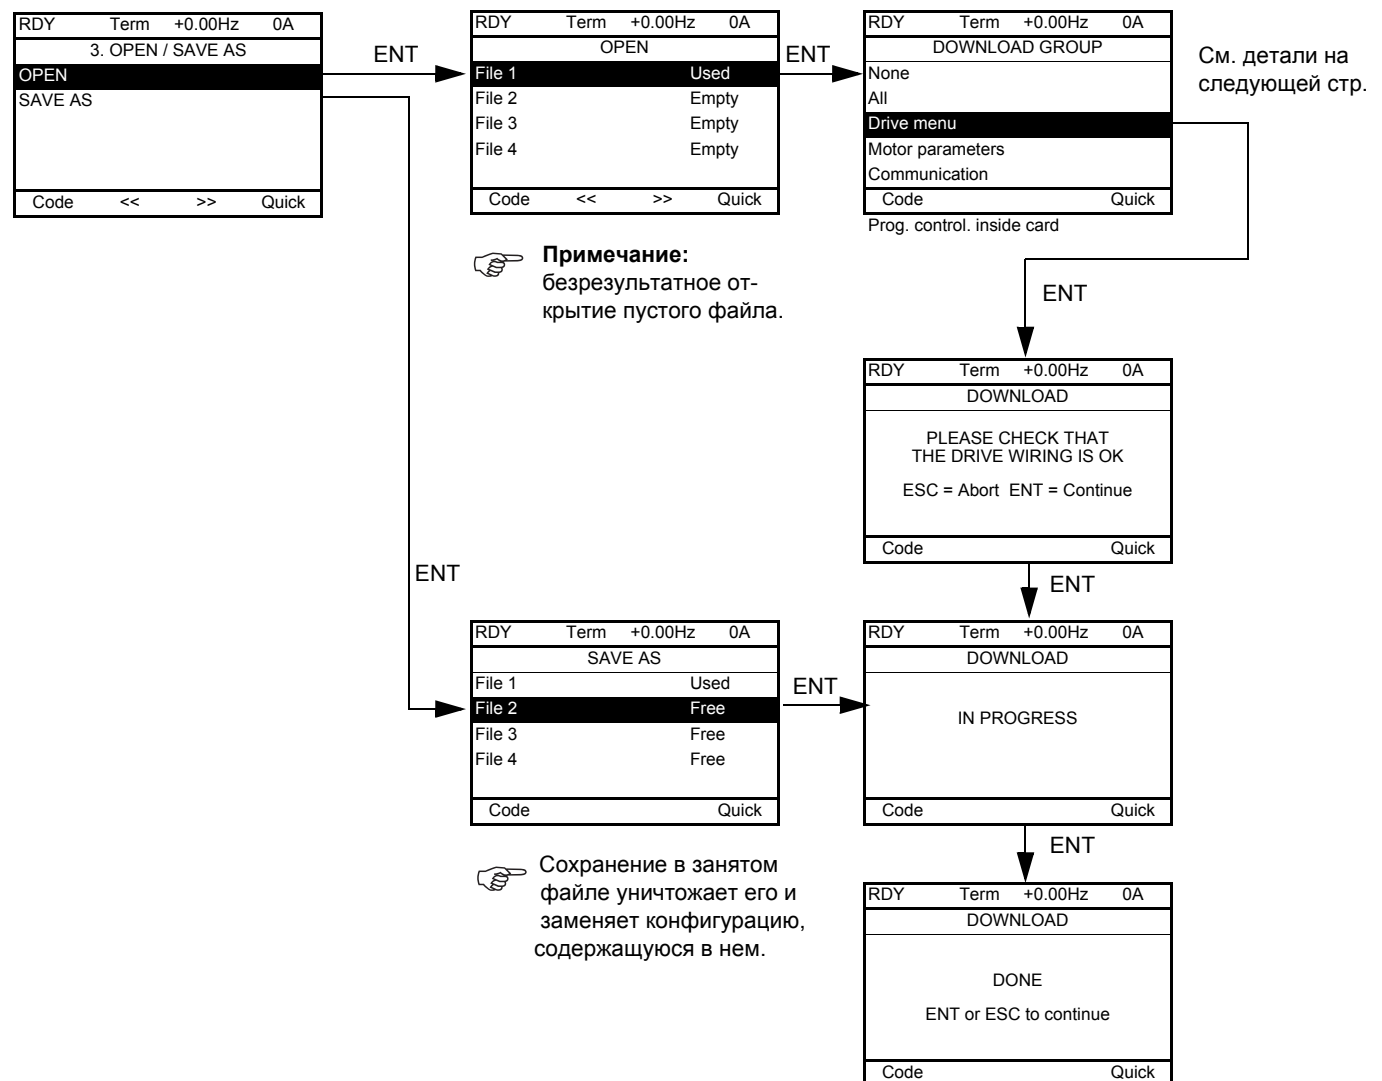 RDY Term +0.00Hz 0A
3. OPEN / SAVE AS
OPEN
SAVE AS
Code << >> Quick
ENT
RDY Term +0.00Hz 0A
OPEN
File 1 Used
File 2 Empty
File 3 Empty
File 4 Empty
Code << >> Quick
Примечание:
безрезультатное от-
крытие пустого файла.
ENT
RDY Term +0.00Hz 0A
DOWNLOAD GROUP
None
All
Drive menu
Motor parameters
Communication
Code Quick
Prog. control. inside card
См. детали на
следующей стр.
ENT
RDY Term +0.00Hz 0A
DOWNLOAD
PLEASE CHECK THAT
THE DRIVE WIRING IS OK
ESC = Abort ENT = Continue
Code Quick
ENT
ENT
RDY Term +0.00Hz 0A
SAVE AS
File 1 Used
File 2 Free
File 3 Free
File 4 Free
Code Quick
Сохранение в занятом
файле уничтожает его и
заменяет конфигурацию,
содержащуюся в нем.
ENT
RDY Term +0.00Hz 0A
DOWNLOAD
IN PROGRESS
Code Quick
ENT
RDY Term +0.00Hz 0A
DOWNLOAD
DONE
ENT or ESC to continue
Code Quick